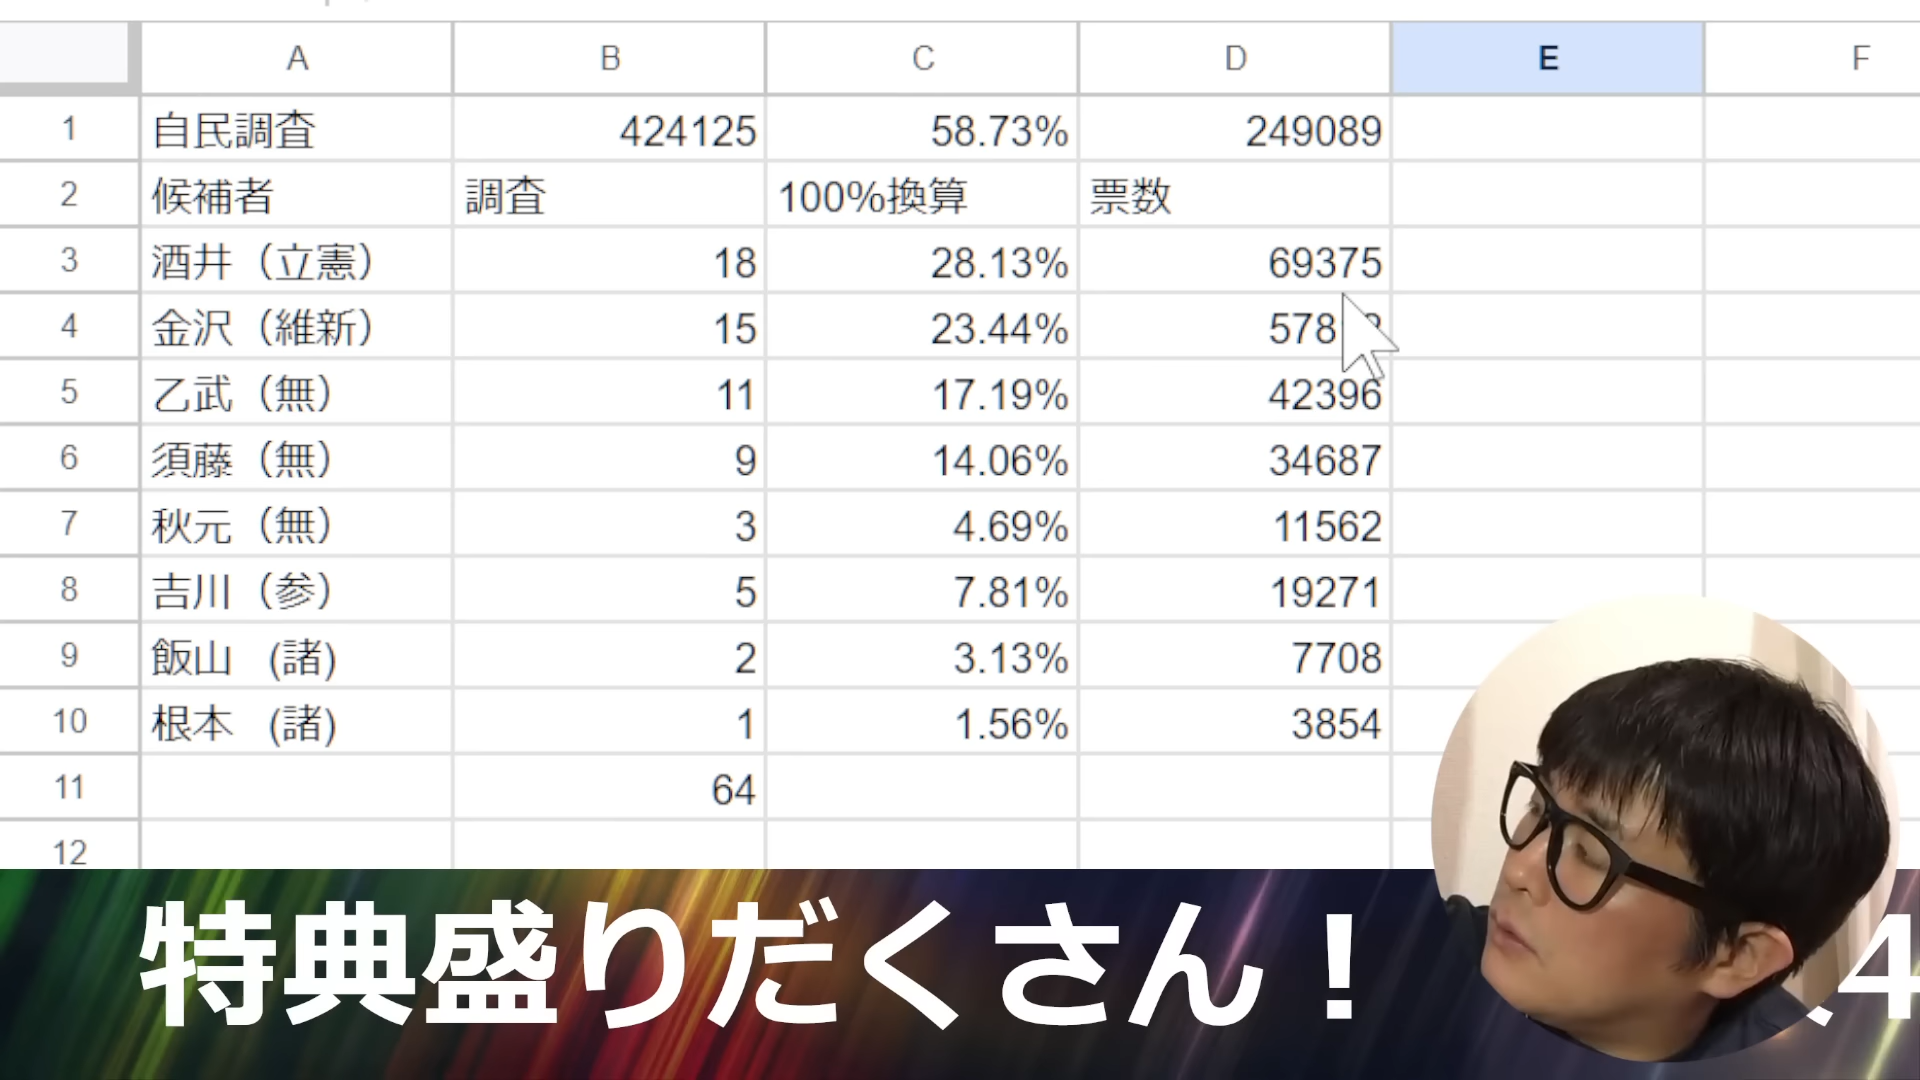 A B C D E F
1 自民調査 424125 58.73% 249089
2 候補者 調査 100%換算 票数
3 酒井（立憲） 18 28.13% 69375
4 金沢（維新） 15 23.44%
5 乙武（無） 11 17.19% 42396
6 須藤（無） 9 14.06% 34687
7 秋元（無） 3 4.69% 11562
8 吉川（参） 5 7.81% 19271
9 飯山 (諸) 2 3.13% 7708
10 根本 (諸) 1 1.56% 3854
11 64
12
特典盛りだくさん！